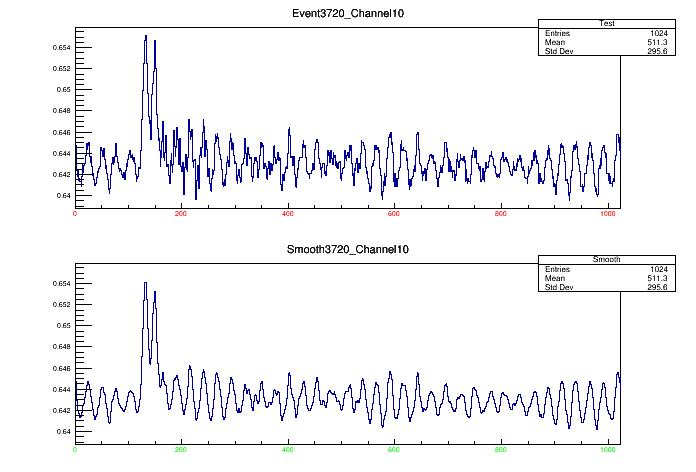 Event3720_Channel10
Test
Entries 1024
Mean 511.3
Std Dev 295.6
0.654
0.652
0.65
0.648
0.646
0.644
0.642
0.64
0 200 400 600 800 1000
Smooth3720_Channel10
Smooth
Entries 1024
Mean 511.3
Std Dev 295.6
0.654
0.652
0.65
0.648
0.646
0.644
0.642
0.64
0 200 400 600 800 1000